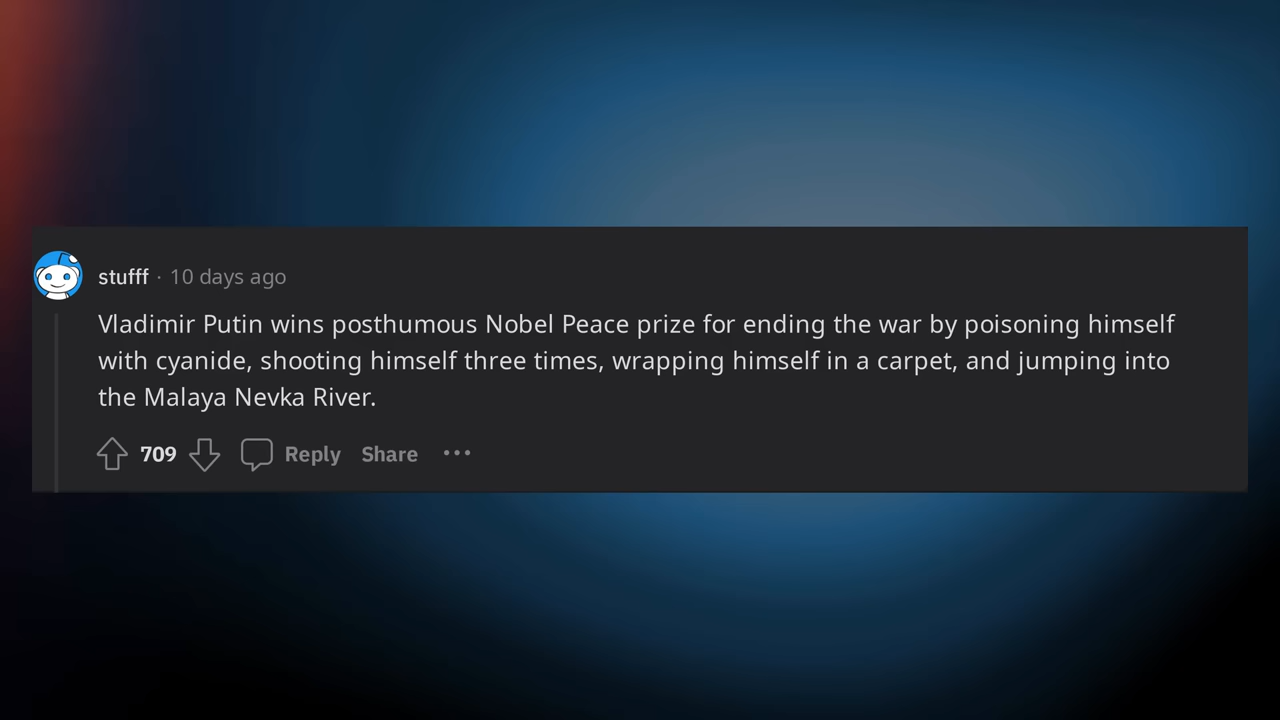 stufff · 10 days ago
Vladimir Putin wins posthumous Nobel Peace prize for ending the war by poisoning himself
with cyanide, shooting himself three times, wrapping himself in a carpet, and jumping into
the Malaya Nevka River.
709 Reply Share ···